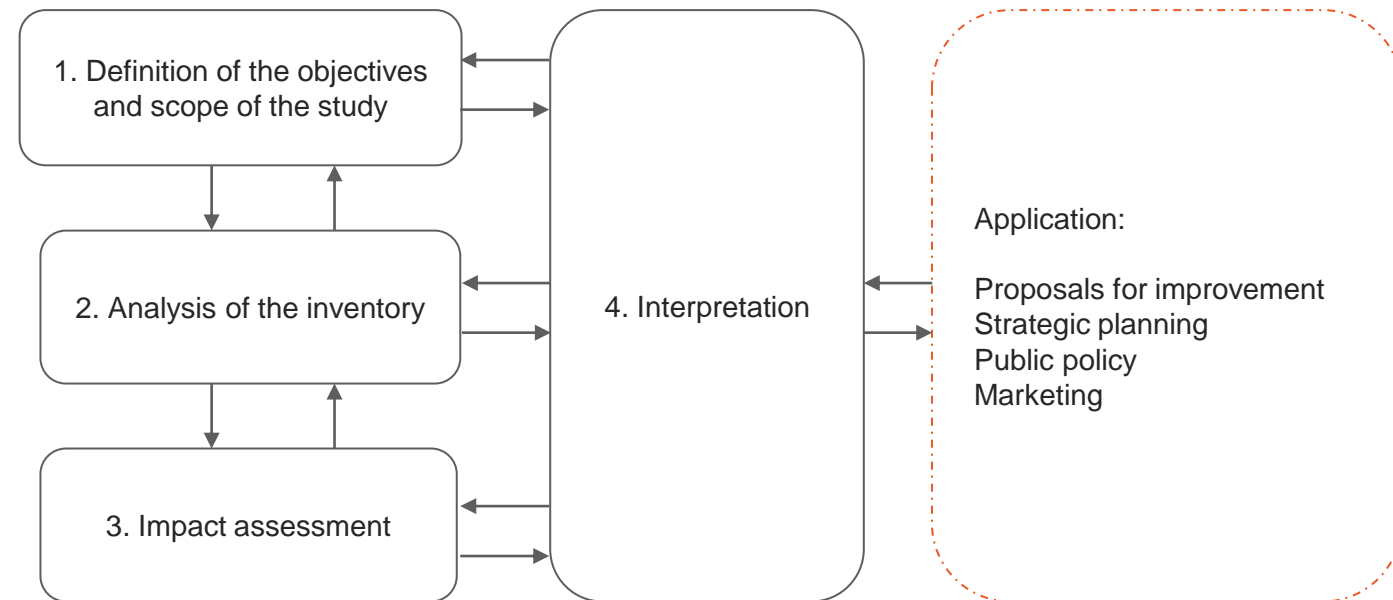 1. Definition of the objectives
and scope of the study
2. Analysis of the inventory
3. Impact assessment
4. Interpretation
Application:
Proposals for improvement
Strategic planning
Public policy
Marketing